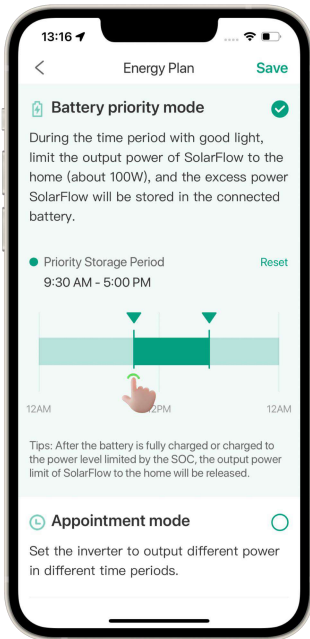 13:16
Energy Plan
Save
Battery priority mode
During the time period with good light,
limit the output power of SolarFlow to the
home (about 100W), and the excess power
SolarFlow will be stored in the connected
battery.
Priority Storage Period
Reset
9:30 AM - 5:00 PM
12AM
2PM
12AM
Tips: After the battery is fully charged or charged to
the power level limited by the SOC, the output power
limit of SolarFlow to the home will be released.
Appointment mode
Set the inverter to output different power
in different time periods.